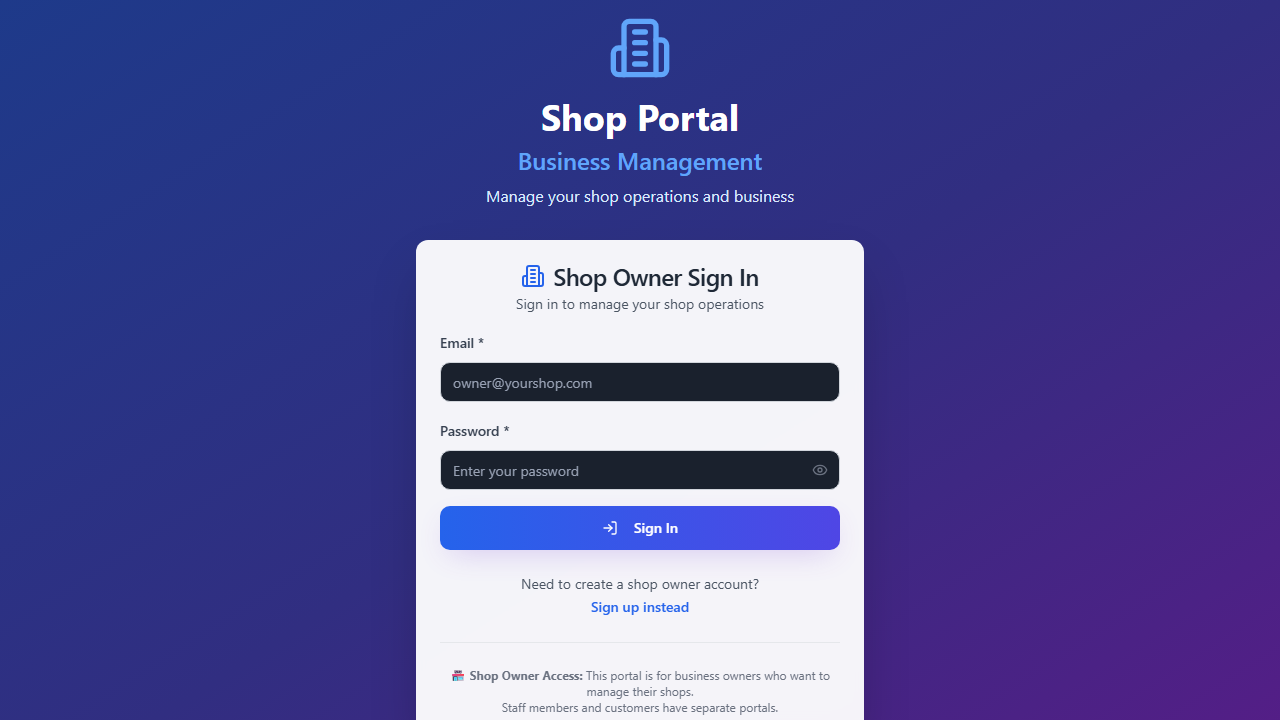 Shop Portal
Business Management
Manage your shop operations and business
Shop Owner Sign In
Sign in to manage your shop operations
Email *
owner@yourshop.com
Password *
Enter your password
Sign In
Need to create a shop owner account?
Sign up instead
Shop Owner Access: This portal is for business owners who want to
manage their shops.
Staff members and customers have separate portals.